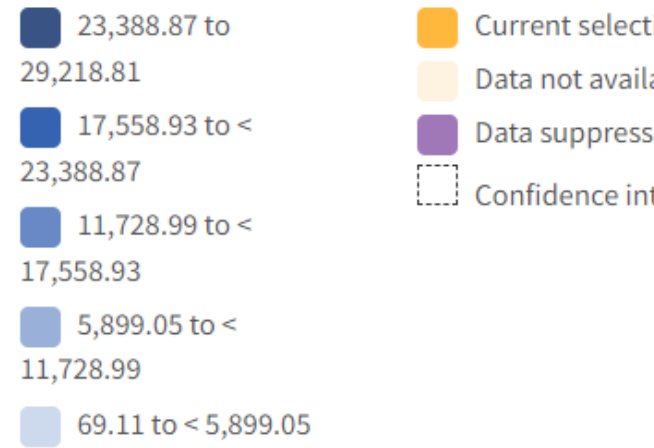 23,388.87 to
29,218.81
17,558.93 to <
23,388.87
11,728.99 to <
17,558.93
5,899.05 to <
11,728.99
69.11 to < 5,899.05
Current selecti
Data not availa
Data suppress
Confidence int